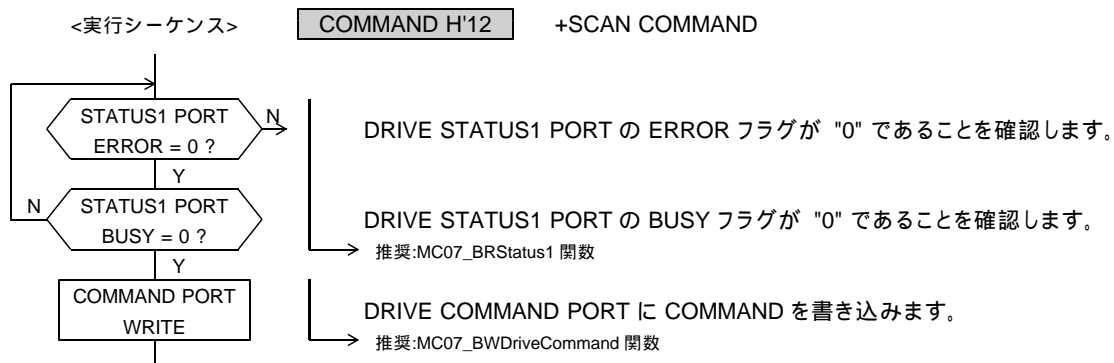 <実行シーケンス>
COMMAND H'12
+SCAN COMMAND
STATUS1 PORT
ERROR = 0 ?
N
DRIVE STATUS1 PORT の ERROR フラグが "0" であることを確認します。
Y
N
STATUS1 PORT
BUSY = 0 ?
DRIVE STATUS1 PORT の BUSY フラグが "0" であることを確認します。
推奨:MC07_BRStatus1 関数
Y
COMMAND PORT
WRITE
DRIVE COMMAND PORT に COMMAND を書き込みます。
推奨:MC07_BWDriveCommand 関数